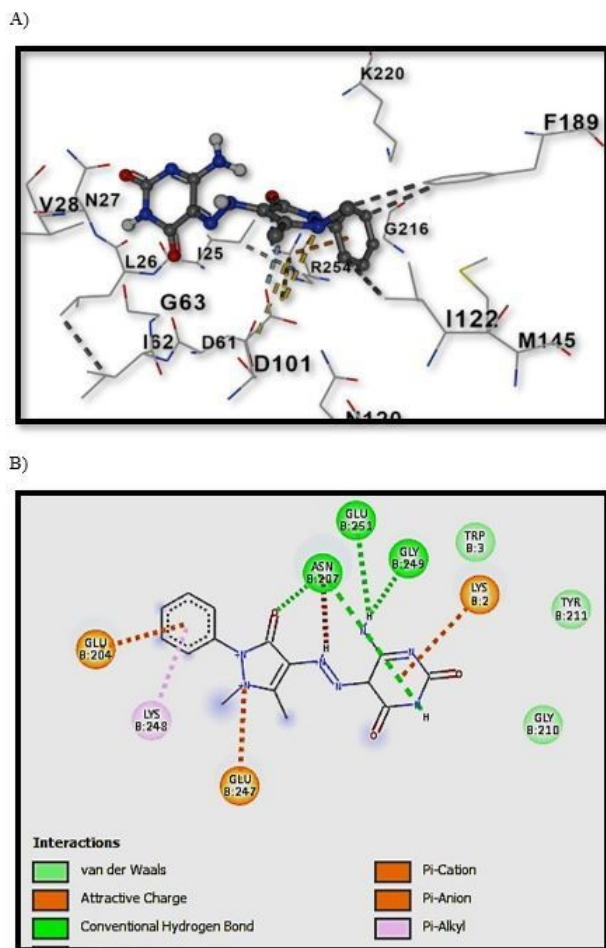 A)
K220
F189
V28 N27
G216
L26 I25
R254
G63
I122
I62 D61
M145
D101
N120
B)
GLU
B:251
TRP
B:3
ASN
B:207
GLY
B:249
LYS
B:2
TYR
B:211
GLU
B:204
LYS
B:248
GLY
B:210
GLU
B:247
O
H
N
N
O
H
N
N
N+
N
N
O
N
H
O
Interactions
van der Waals
Pi-Cation
Attractive Charge
Pi-Anion
Conventional Hydrogen Bond
Pi-Alkyl